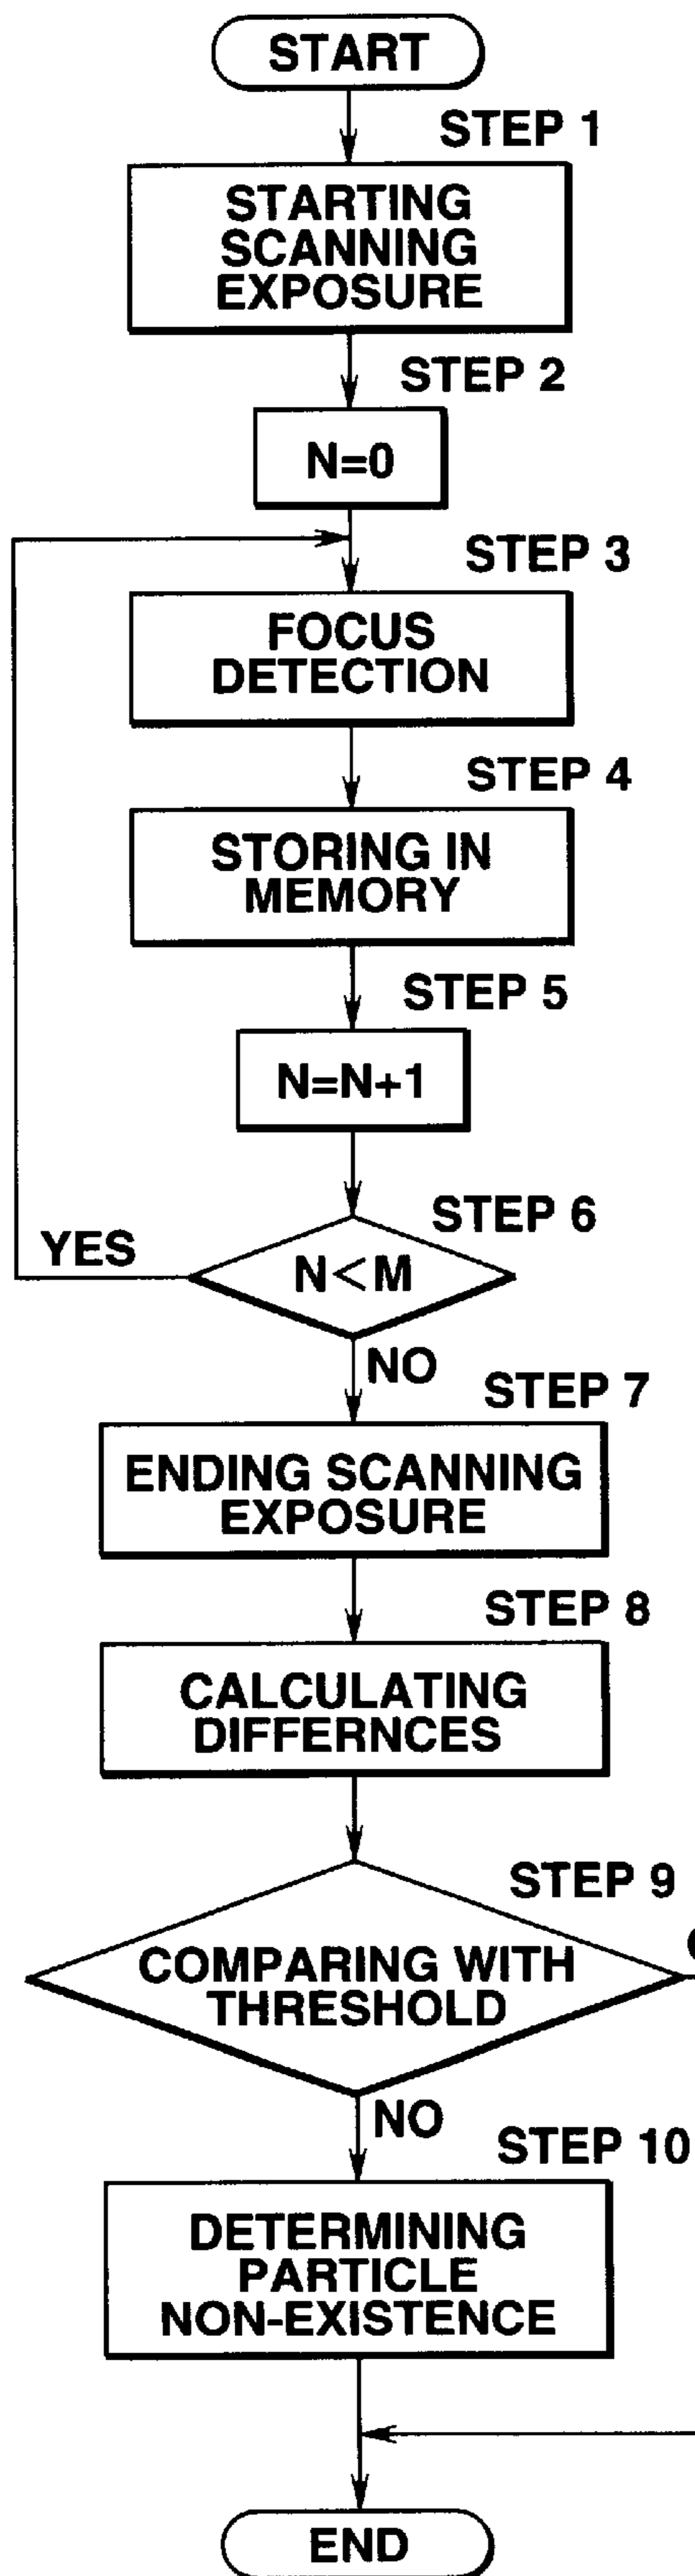 START
STEP 1
STARTING
SCANNING
EXPOSURE
STEP 2
N=0
STEP 3
FOCUS
DETECTION
STEP 4
STORING IN
MEMORY
STEP 5
N=N+1
STEP 6
YES
N<M
NO
STEP 7
ENDING SCANNING
EXPOSURE
STEP 8
CALCULATING
DIFFERNCES
STEP 9
COMPARING WITH
THRESHOLD
NO
STEP 10
DETERMINING
PARTICLE
NON-EXISTENCE
END